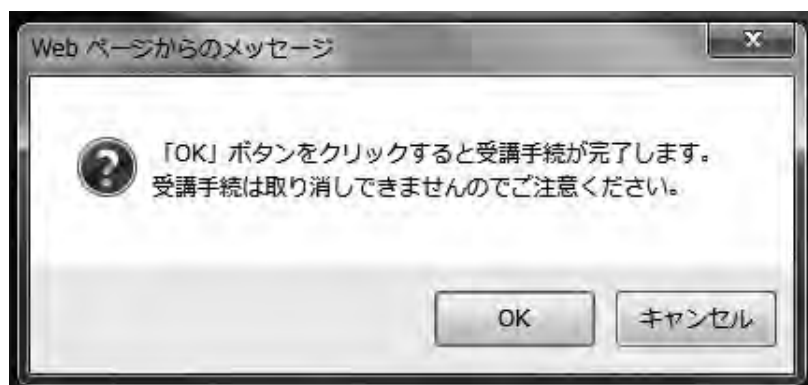 Web ページからのメッセージ
「OK」ボタンをクリックすると受講手続が完了します。
受講手続は取り消しできませんのでご注意ください。
OK
キャンセル